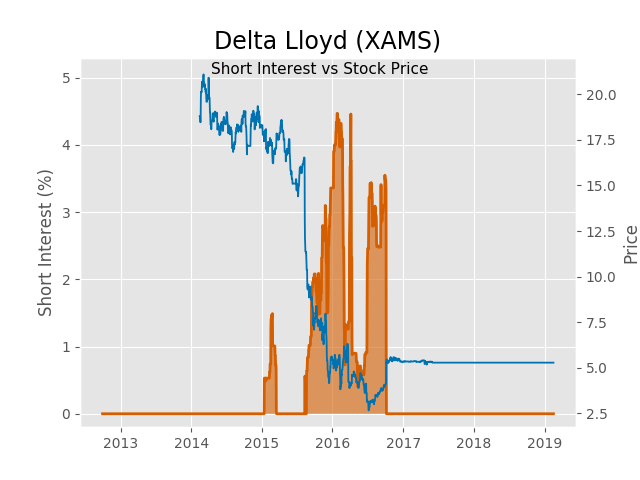 Delta Lloyd (XAMS)
Short Interest vs Stock Price
Short Interest (%)
5
4
3
2
1
0
20.0
17.5
15.0
12.5
10.0
7.5
5.0
2.5
Price
2013 2014 2015 2016 2017 2018 2019